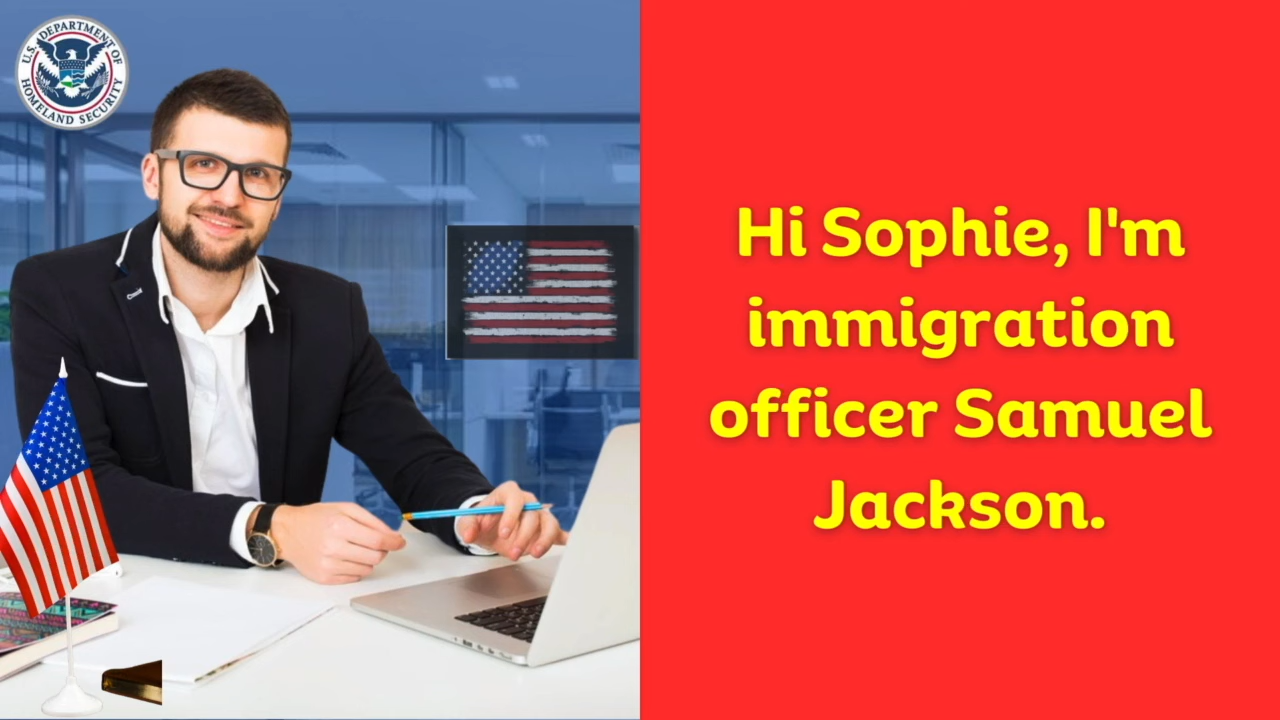 U.S. DEPARTMENT OF
HOMELAND SECURITY
Hi Sophie, I'm
immigration
officer Samuel
Jackson.